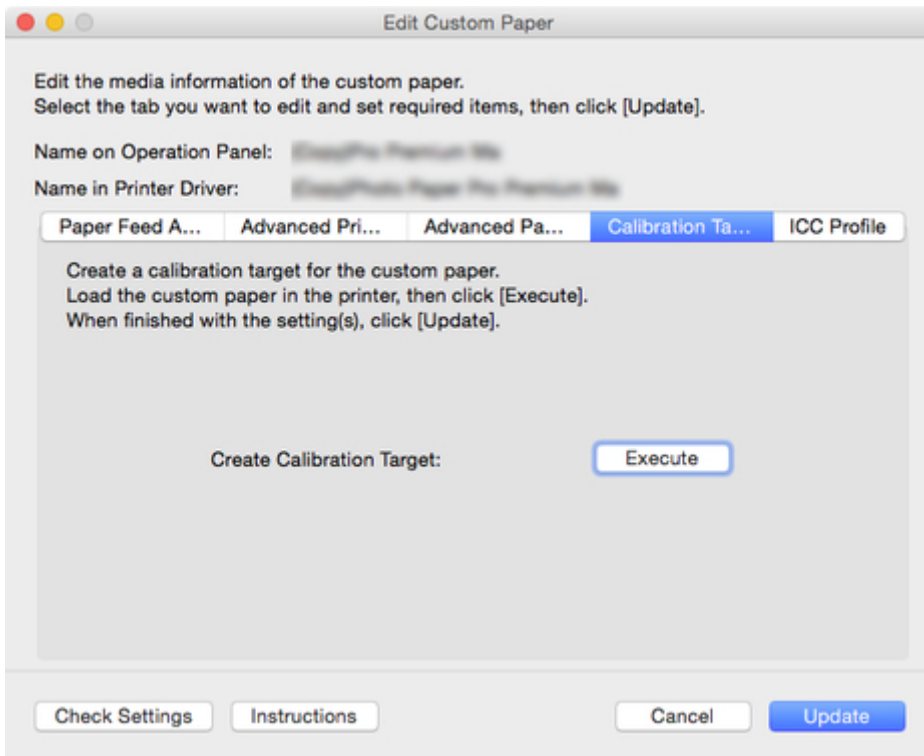 Edit Custom Paper
Edit the media information of the custom paper.
Select the tab you want to edit and set required items, then click [Update].
Name on Operation Panel:
Name in Printer Driver:
Paper Feed A... Advanced Pri... Advanced Pa... Calibration Ta... ICC Profile
Create a calibration target for the custom paper.
Load the custom paper in the printer, then click [Execute].
When finished with the setting(s), click [Update].
Create Calibration Target: Execute
Check Settings Instructions Cancel Update